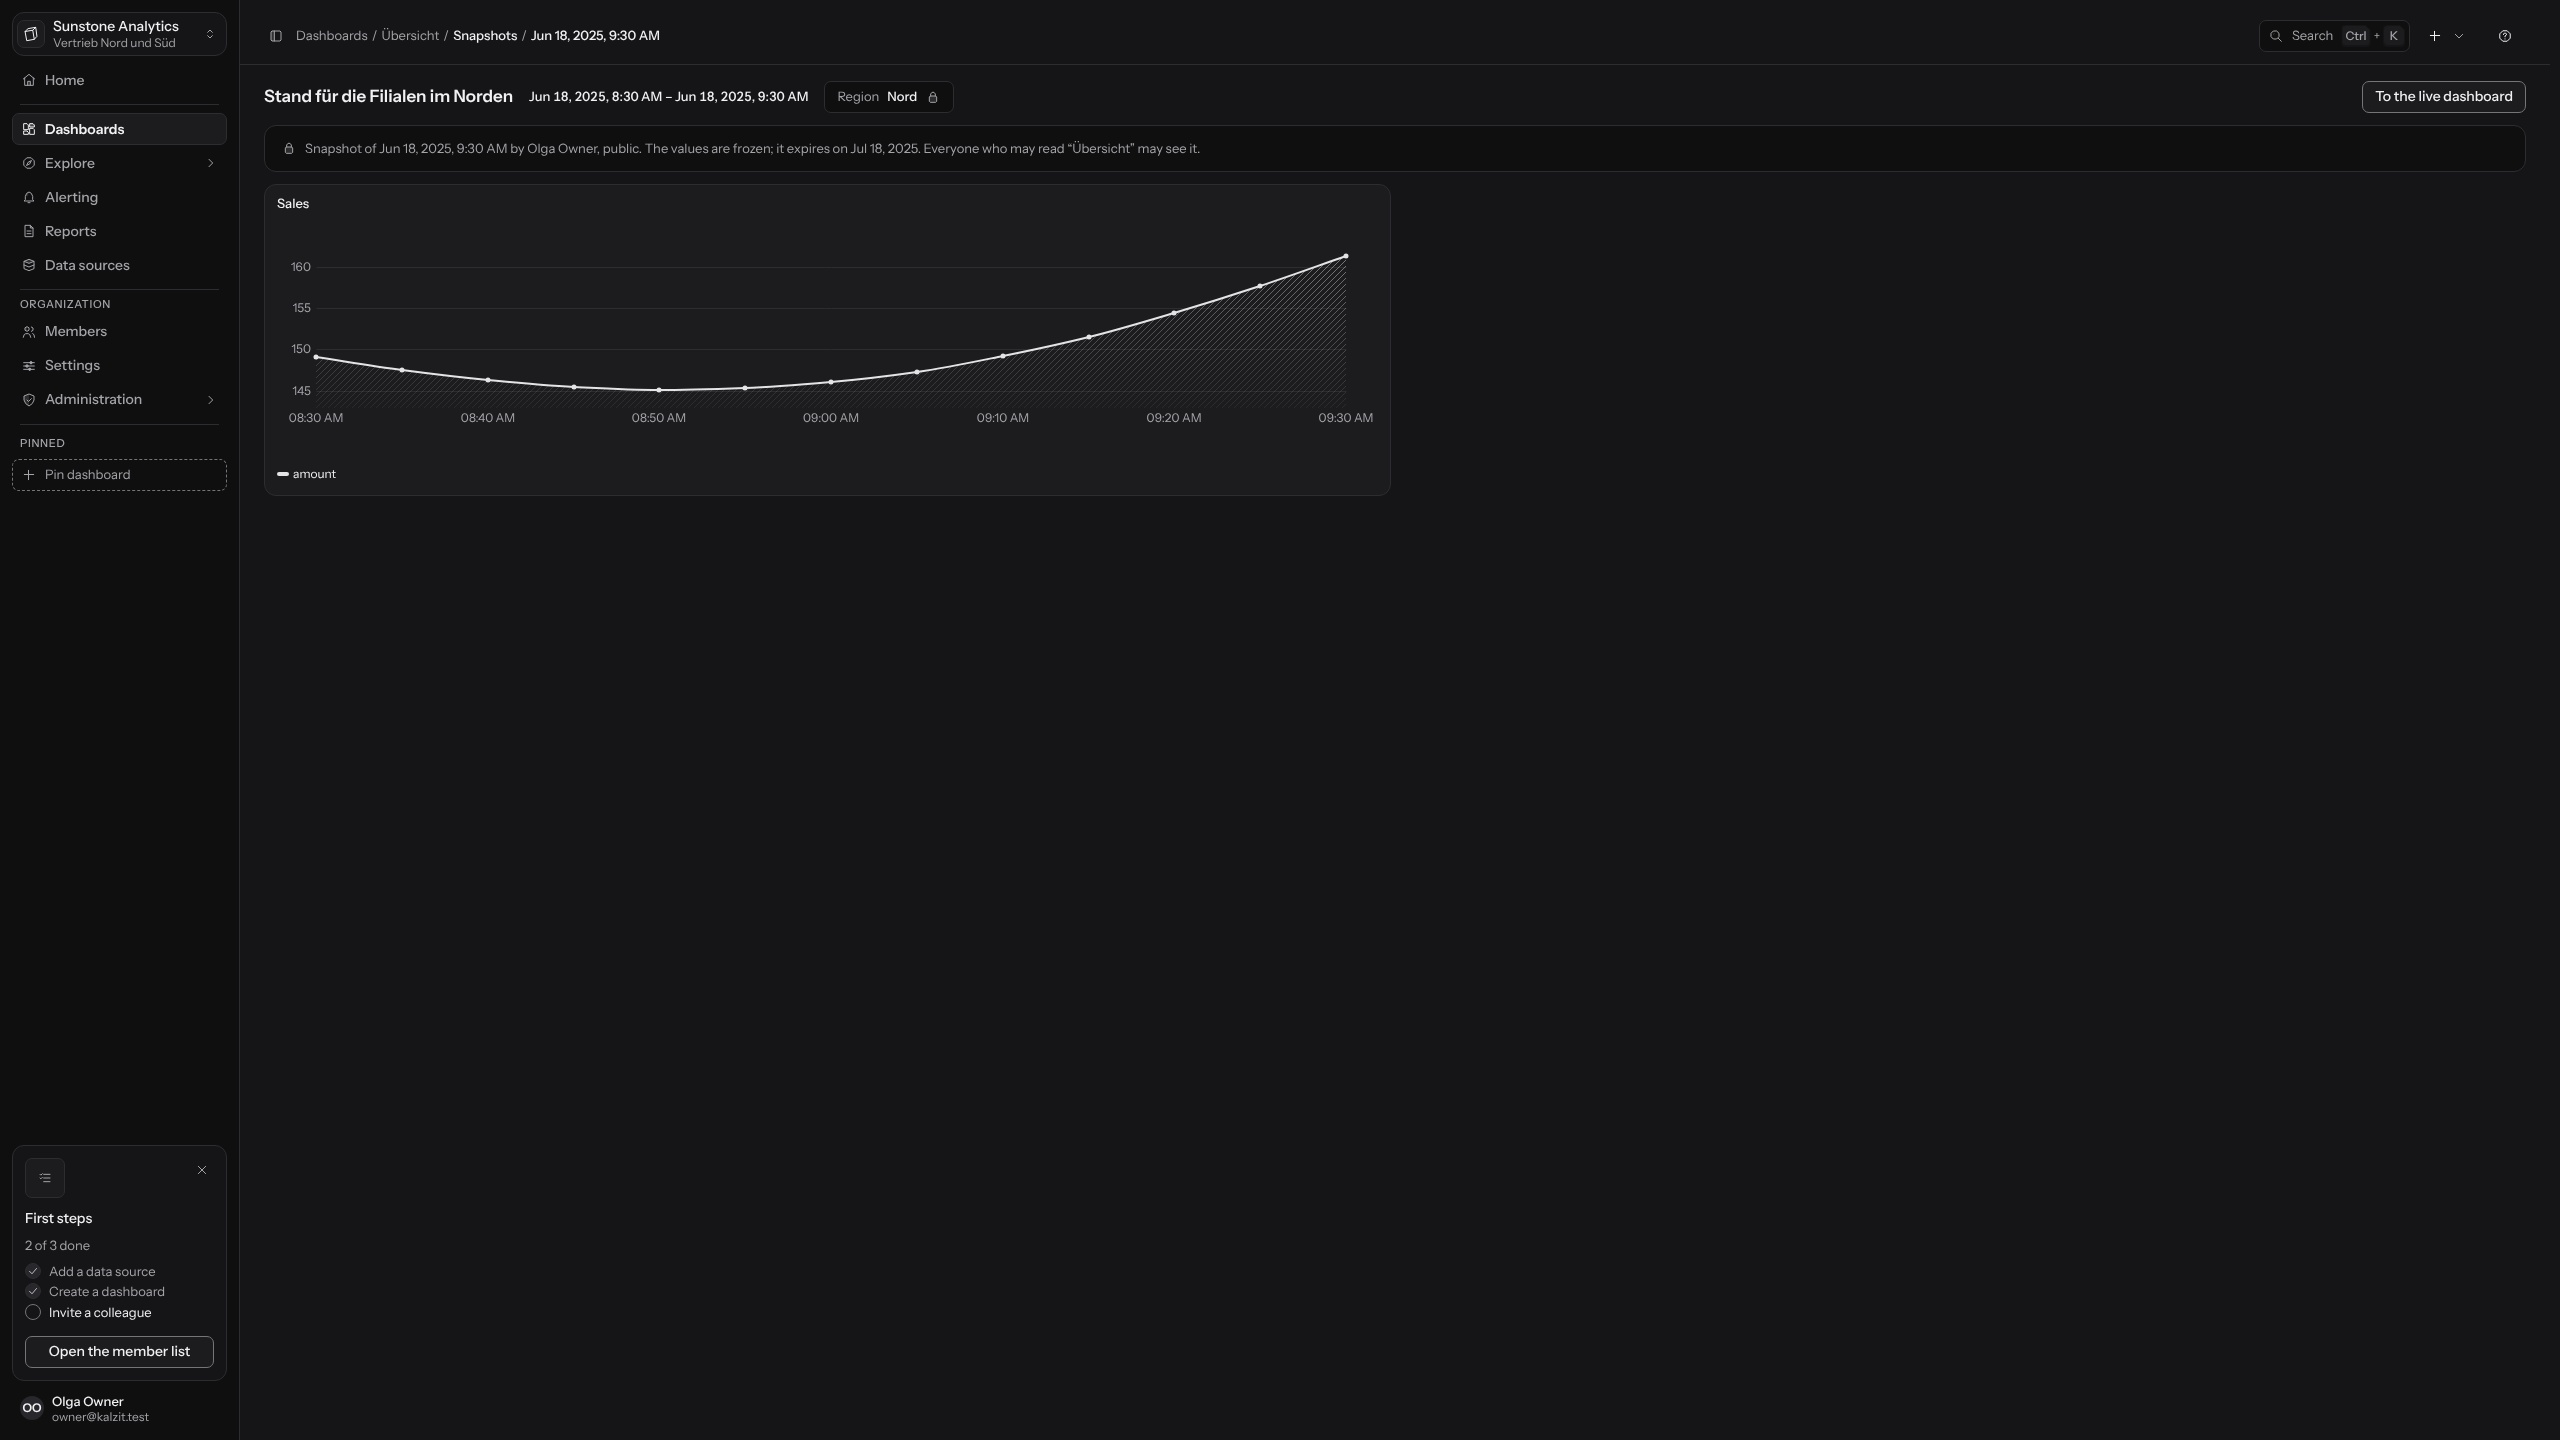 Sunstone Analytics
Vertrieb Nord und Süd
Home
Dashboards
Explore
Alerting
Reports
Data sources
ORGANIZATION
Members
Settings
Administration
PINNED
Pin dashboard
First steps
2 of 3 done
Add a data source
Create a dashboard
Invite a colleague
Open the member list
OO
Olga Owner
owner@kalzit.test
Dashboards / Übersicht / Snapshots / Jun 18, 2025, 9:30 AM
Search Ctrl + K
Stand für die Filialen im Norden
Jun 18, 2025, 8:30 AM – Jun 18, 2025, 9:30 AM
Region Nord
To the live dashboard
Snapshot of Jun 18, 2025, 9:30 AM by Olga Owner, public. The values are frozen; it expires on Jul 18, 2025. Everyone who may read “Übersicht” may see it.
Sales
160
155
150
145
08:30 AM 08:40 AM 08:50 AM 09:00 AM 09:10 AM 09:20 AM 09:30 AM
amount